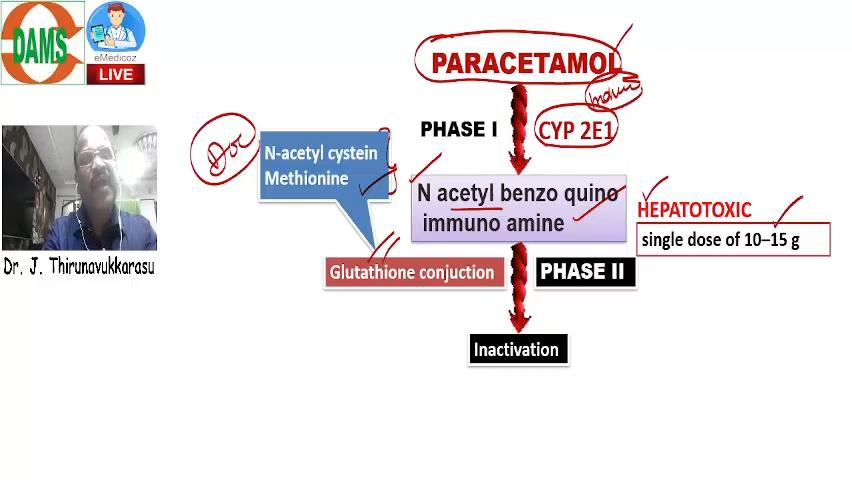 DAMS
eMedicoz
LIVE
PARACETAMOL
PHASE I
CYP 2E1
DOC
N-acetyl cystein
Methionine
N acetyl benzo quino
immuno amine
HEPATOTOXIC
single dose of 10–15 g
Glutathione conjuction
PHASE II
Inactivation
Dr. J. Thirunavukkarasu